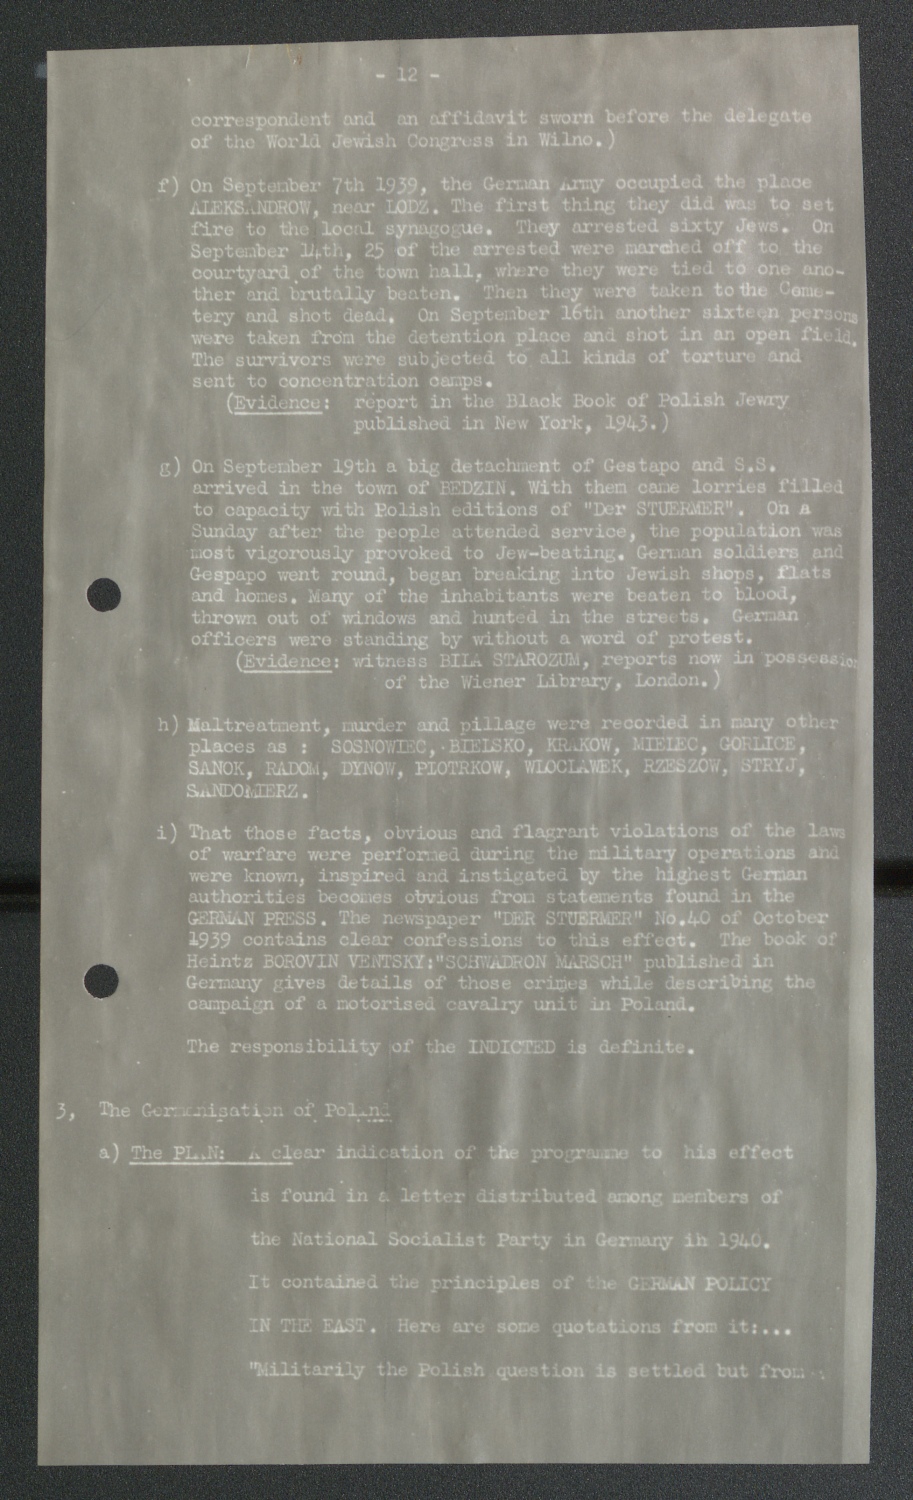 - 12 -
correspondent and an affidavit sworn before the delegate
of the World Jewish Congress in Wilno.)
f) On September 7th 1939, the German Army occupied the place
ALEKSANDROW, near LODZ. The first thing they did was to set
fire to the local synagogue. They arrested sixty Jews. On
September 14th, 25 of the arrested were marched off to the
courtyard of the town hall, where they were tied to one ano-
ther and brutally beaten. Then they were taken to the Ceme-
tery and shot dead. On September 16th another sixteen persons
were taken from the detention place and shot in an open field.
The survivors were subjected to all kinds of torture and
sent to concentration camps.
(Evidence: report in the Black Book of Polish Jewry
published in New York, 1943.)
g) On September 19th a big detachment of Gestapo and S.S.
arrived in the town of BEDZIN. With them came lorries filled
to capacity with Polish editions of "Der STUERMER". On a
Sunday after the people attended service, the population was
most vigorously provoked to Jew-beating. German soldiers and
Gespapo went round, began breaking into Jewish shops, flats
and homes. Many of the inhabitants were beaten to blood,
thrown out of windows and hunted in the streets. German
officers were standing by without a word of protest.
(Evidence: witness BILA STAROZUM, reports now in possession
of the Wiener Library, London.)
h) Maltreatment, murder and pillage were recorded in many other
places as : SOSNOWIEC, BIELSKO, KRAKOW, MIELEC, GORLICE,
SANOK, RADOM, DYNOW, PIOTRKOW, WLOCLAWEK, RZESZOW, STRYJ,
SANDOMIERZ.
i) That those facts, obvious and flagrant violations of the laws
of warfare were performed during the military operations and
were known, inspired and instigated by the highest German
authorities becomes obvious from statements found in the
GERMAN PRESS. The newspaper "DER STUERMER" No.40 of October
1939 contains clear confessions to this effect. The book of
Heintz BOROVIN VENTSKY:"SCHWADRON MARSCH" published in
Germany gives details of those crimes while describing the
campaign of a motorised cavalry unit in Poland.
The responsibility of the INDICTED is definite.
3, The Germanisation of Poland
a) The PLAN: A clear indication of the programme to his effect
is found in a letter distributed among members of
the National Socialist Party in Germany in 1940.
It contained the principles of the GERMAN POLICY
IN THE EAST. Here are some quotations from it:...
"Militarily the Polish question is settled but from